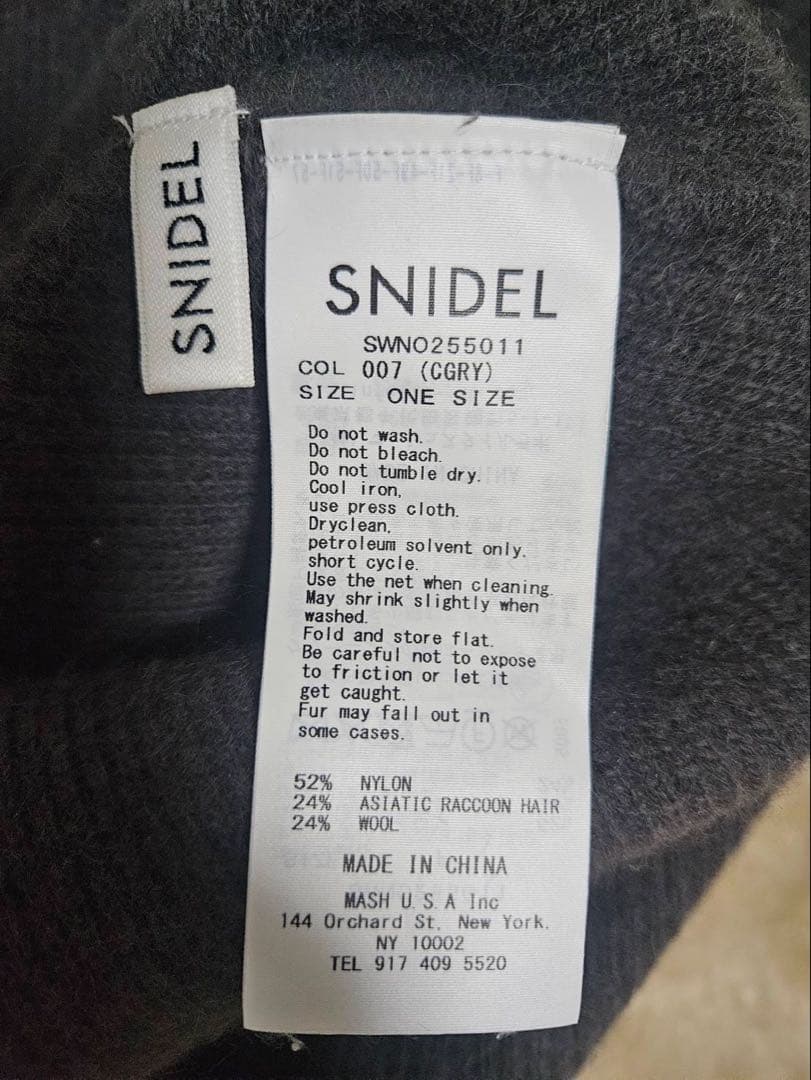 SNIDEL
SNIDEL
SWNO255011
COL 007 (CGRY)
SIZE ONE SIZE
Do not wash.
Do not bleach.
Do not tumble dry.
Cool iron,
use press cloth.
Dryclean,
petroleum solvent only.
short cycle.
Use the net when cleaning.
May shrink slightly when
washed.
Fold and store flat.
Be careful not to expose
to friction or let it
get caught.
Fur may fall out in
some cases.
52% NYLON
24% ASIATIC RACCOON HAIR
24% WOOL
MADE IN CHINA
MASH U.S.A Inc
144 Orchard St. New York.
NY 10002
TEL 917 409 5520